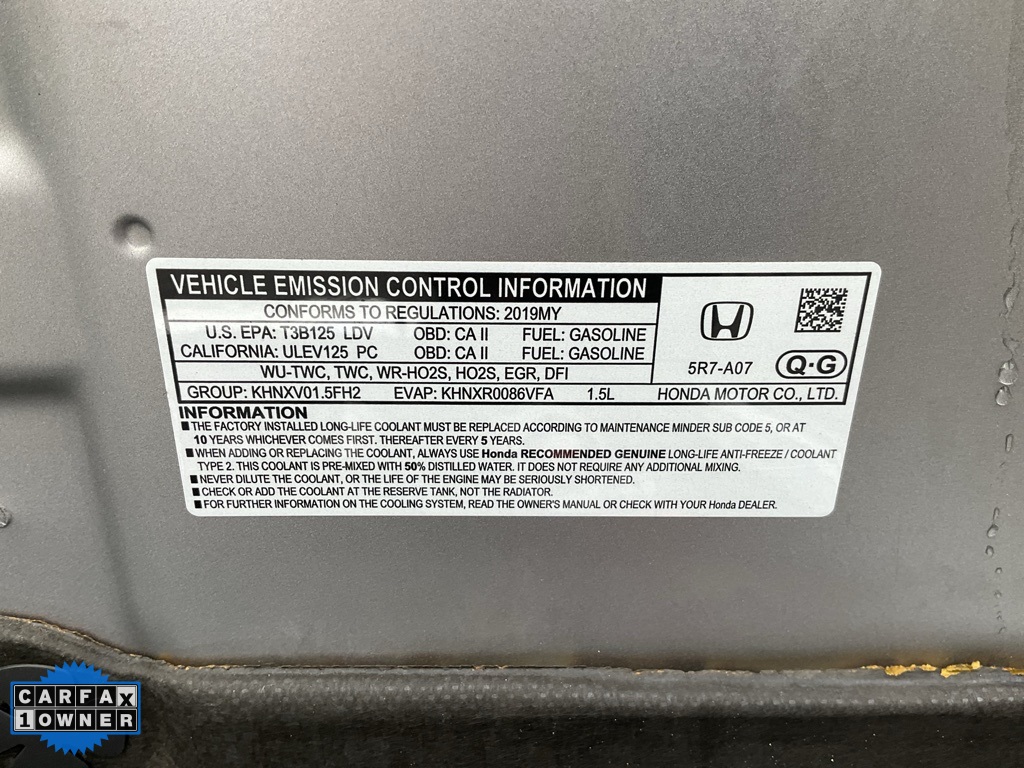 VEHICLE EMISSION CONTROL INFORMATION
CONFORMS TO REGULATIONS: 2019MY
U.S. EPA: T3B125 LDV OBD: CA II FUEL: GASOLINE
CALIFORNIA: ULEV125 PC OBD: CA II FUEL: GASOLINE
WU-TWC, TWC, WR-HO2S, HO2S, EGR, DFI
5R7-A07 Q·G
GROUP: KHNXV01.5FH2 EVAP: KHNXR0086VFA 1.5L HONDA MOTOR CO., LTD.
INFORMATION
■ THE FACTORY INSTALLED LONG-LIFE COOLANT MUST BE REPLACED ACCORDING TO MAINTENANCE MINDER SUB CODE 5, OR AT
10 YEARS WHICHEVER COMES FIRST. THEREAFTER EVERY 5 YEARS.
■ WHEN ADDING OR REPLACING THE COOLANT, ALWAYS USE Honda RECOMMENDED GENUINE LONG-LIFE ANTI-FREEZE / COOLANT
TYPE 2. THIS COOLANT IS PRE-MIXED WITH 50% DISTILLED WATER. IT DOES NOT REQUIRE ANY ADDITIONAL MIXING.
■ NEVER DILUTE THE COOLANT, OR THE LIFE OF THE ENGINE MAY BE SERIOUSLY SHORTENED.
■ CHECK OR ADD THE COOLANT AT THE RESERVE TANK, NOT THE RADIATOR.
■ FOR FURTHER INFORMATION ON THE COOLING SYSTEM, READ THE OWNER'S MANUAL OR CHECK WITH YOUR Honda DEALER.
CARFAX
1 OWNER